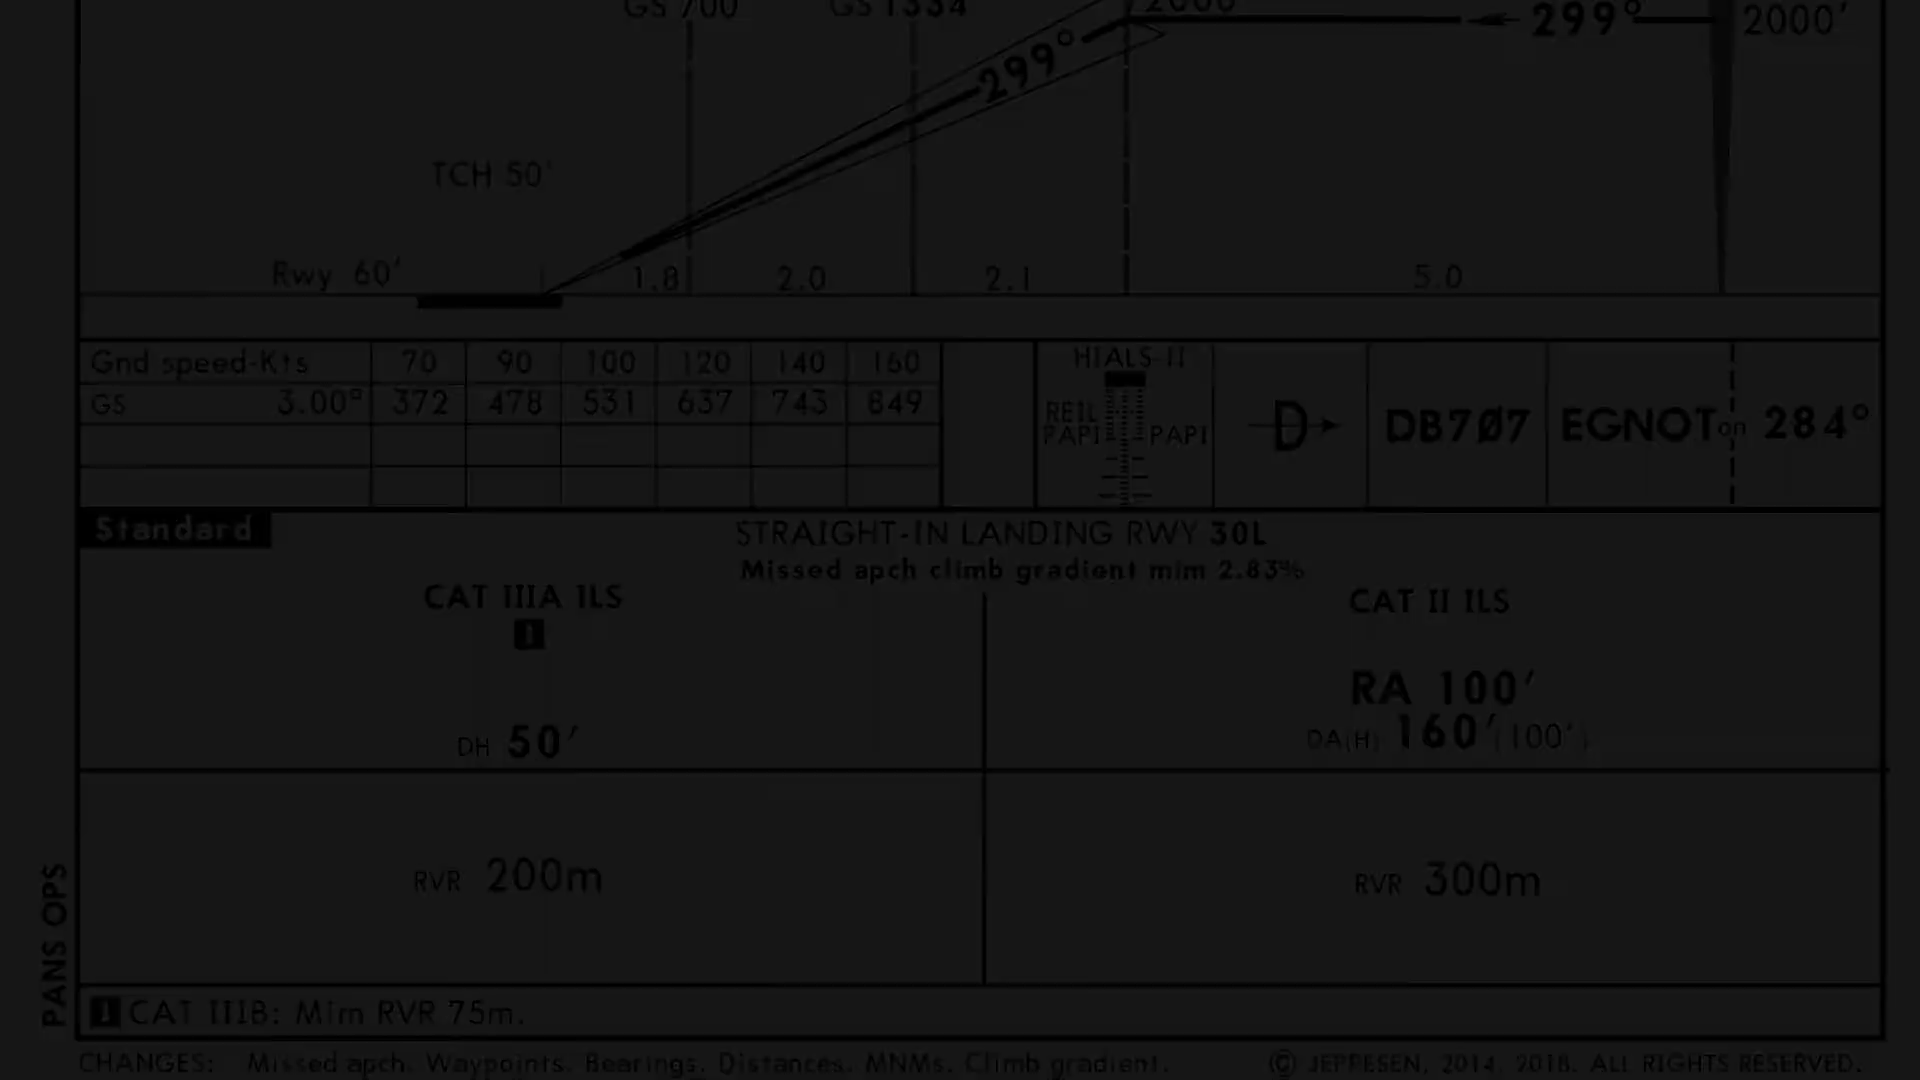 GS 700 GS 1334 2000'
299° 299° 2000'
TCH 50'
Rwy 60' 1.8 2.0 2.1 5.0
Gnd speed-Kts 70 90 100 120 140 160
GS 3.00° 372 478 531 637 743 849
HIALS-II
REIL
PAPI PAPI
D DB7Ø7 EGNOT on 284°
Standard STRAIGHT-IN LANDING RWY 30L
Missed apch climb gradient mim 2.83%
CAT IIIA ILS CAT II ILS
1
RA 100'
DH 50' DA(H) 160' (100')
RVR 200m RVR 300m
PANS OPS
1 CAT IIIB: Mim RVR 75m.
CHANGES: Missed apch. Waypoints. Bearings. Distances. MNMs. Climb gradient. © JEPPESEN, 2014, 2018. ALL RIGHTS RESERVED.